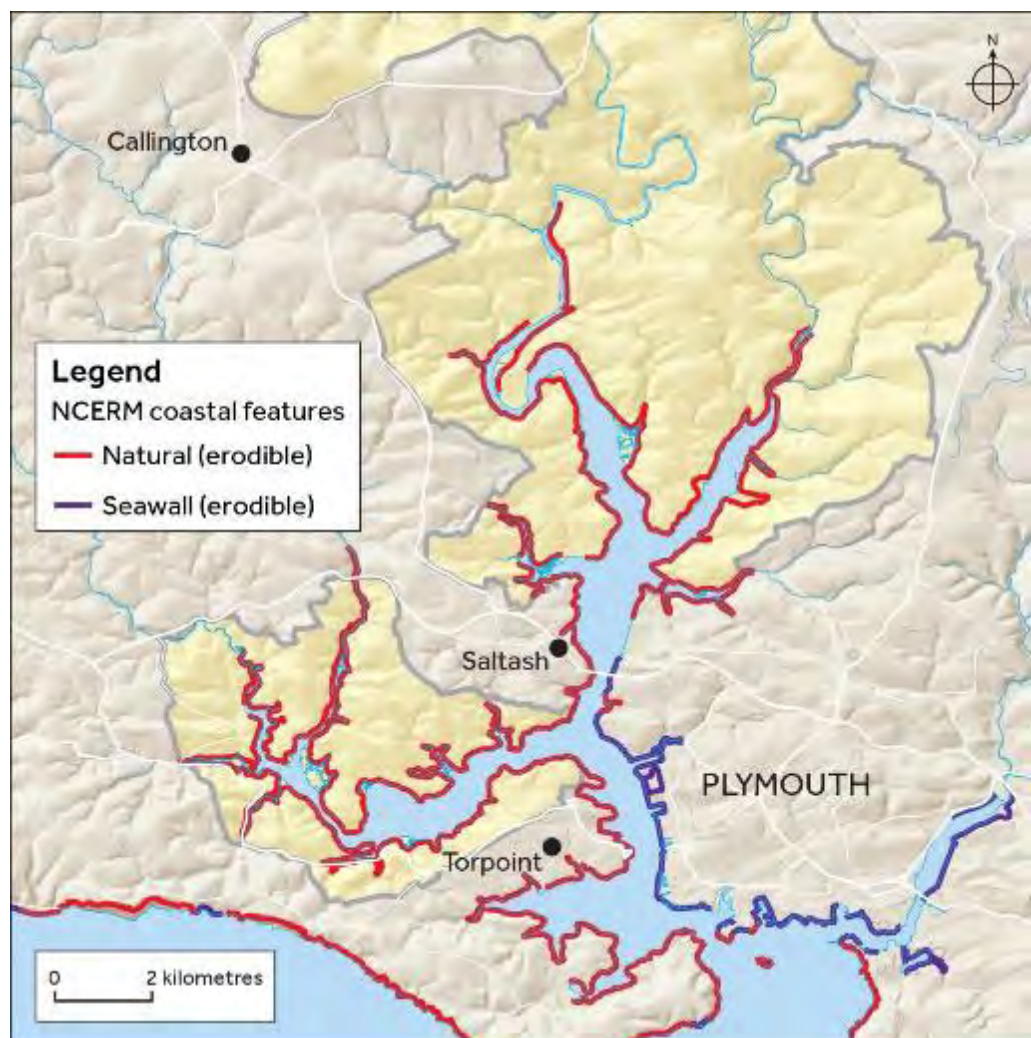 N
Callington
Legend
NCERM coastal features
Natural (erodible)
Seawall (erodible)
Saltash
PLYMOUTH
Torpoint
0 2 kilometres